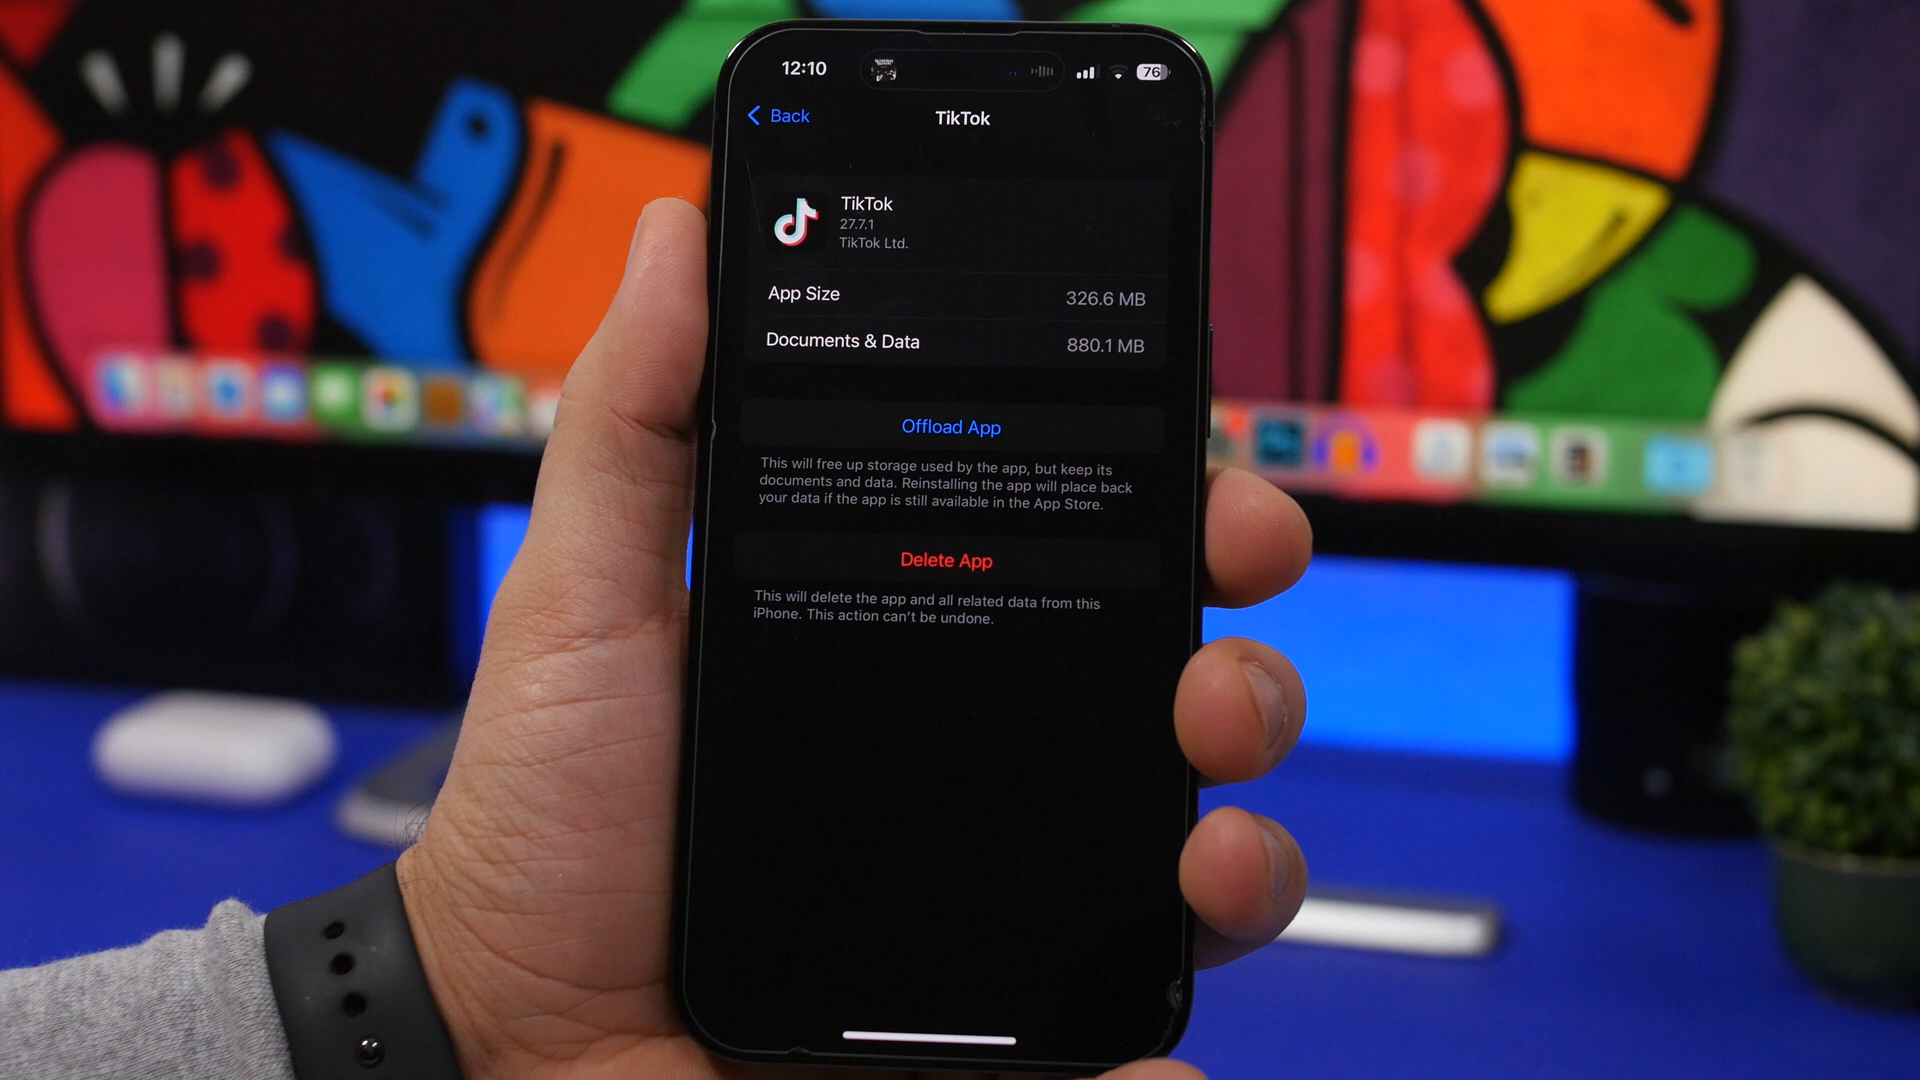 12:10
76
Back
TikTok
TikTok
27.7.1
TikTok Ltd.
App Size
326.6 MB
Documents & Data
880.1 MB
Offload App
This will free up storage used by the app, but keep its
documents and data. Reinstalling the app will place back
your data if the app is still available in the App Store.
Delete App
This will delete the app and all related data from this
iPhone. This action can't be undone.